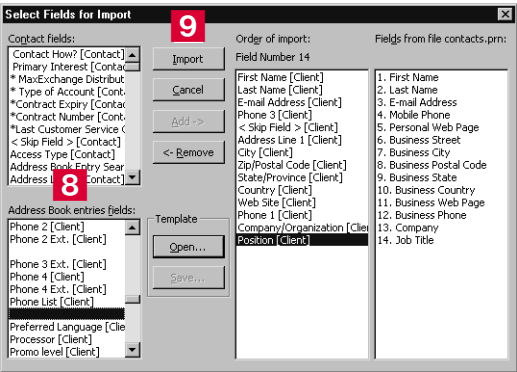 Select Fields for Import
9
Contact fields:
Contact How? [Contact]
Primary Interest [Contac
* MaxExchange Distribut
* Type of Account [Cont
*Contract Expiry [Contac
*Contract Number [Conta
*Last Customer Service C
< Skip Field > [Contact]
Access Type [Contact]
Address Book Entry Sear
Address L [Contact]
8
Address Book entries fields:
Phone 2 [Client]
Phone 2 Ext. [Client]
Phone 3 Ext. [Client]
Phone 4 [Client]
Phone 4 Ext. [Client]
Phone List [Client]
Preferred Language [Clie
Processor [Client]
Promo level [Client]
Import
Cancel
Add ->
<- Remove
Template
Open...
Save...
Order of import:
Field Number 14
First Name [Client]
Last Name [Client]
E-mail Address [Client]
Phone 3 [Client]
< Skip Field > [Client]
Address Line 1 [Client]
City [Client]
Zip/Postal Code [Client]
State/Province [Client]
Country [Client]
Web Site [Client]
Phone 1 [Client]
Company/Organization [Clie
Position [Client]
Fields from file contacts.prn:
1. First Name
2. Last Name
3. E-mail Address
4. Mobile Phone
5. Personal Web Page
6. Business Street
7. Business City
8. Business Postal Code
9. Business State
10. Business Country
11. Business Web Page
12. Business Phone
13. Company
14. Job Title